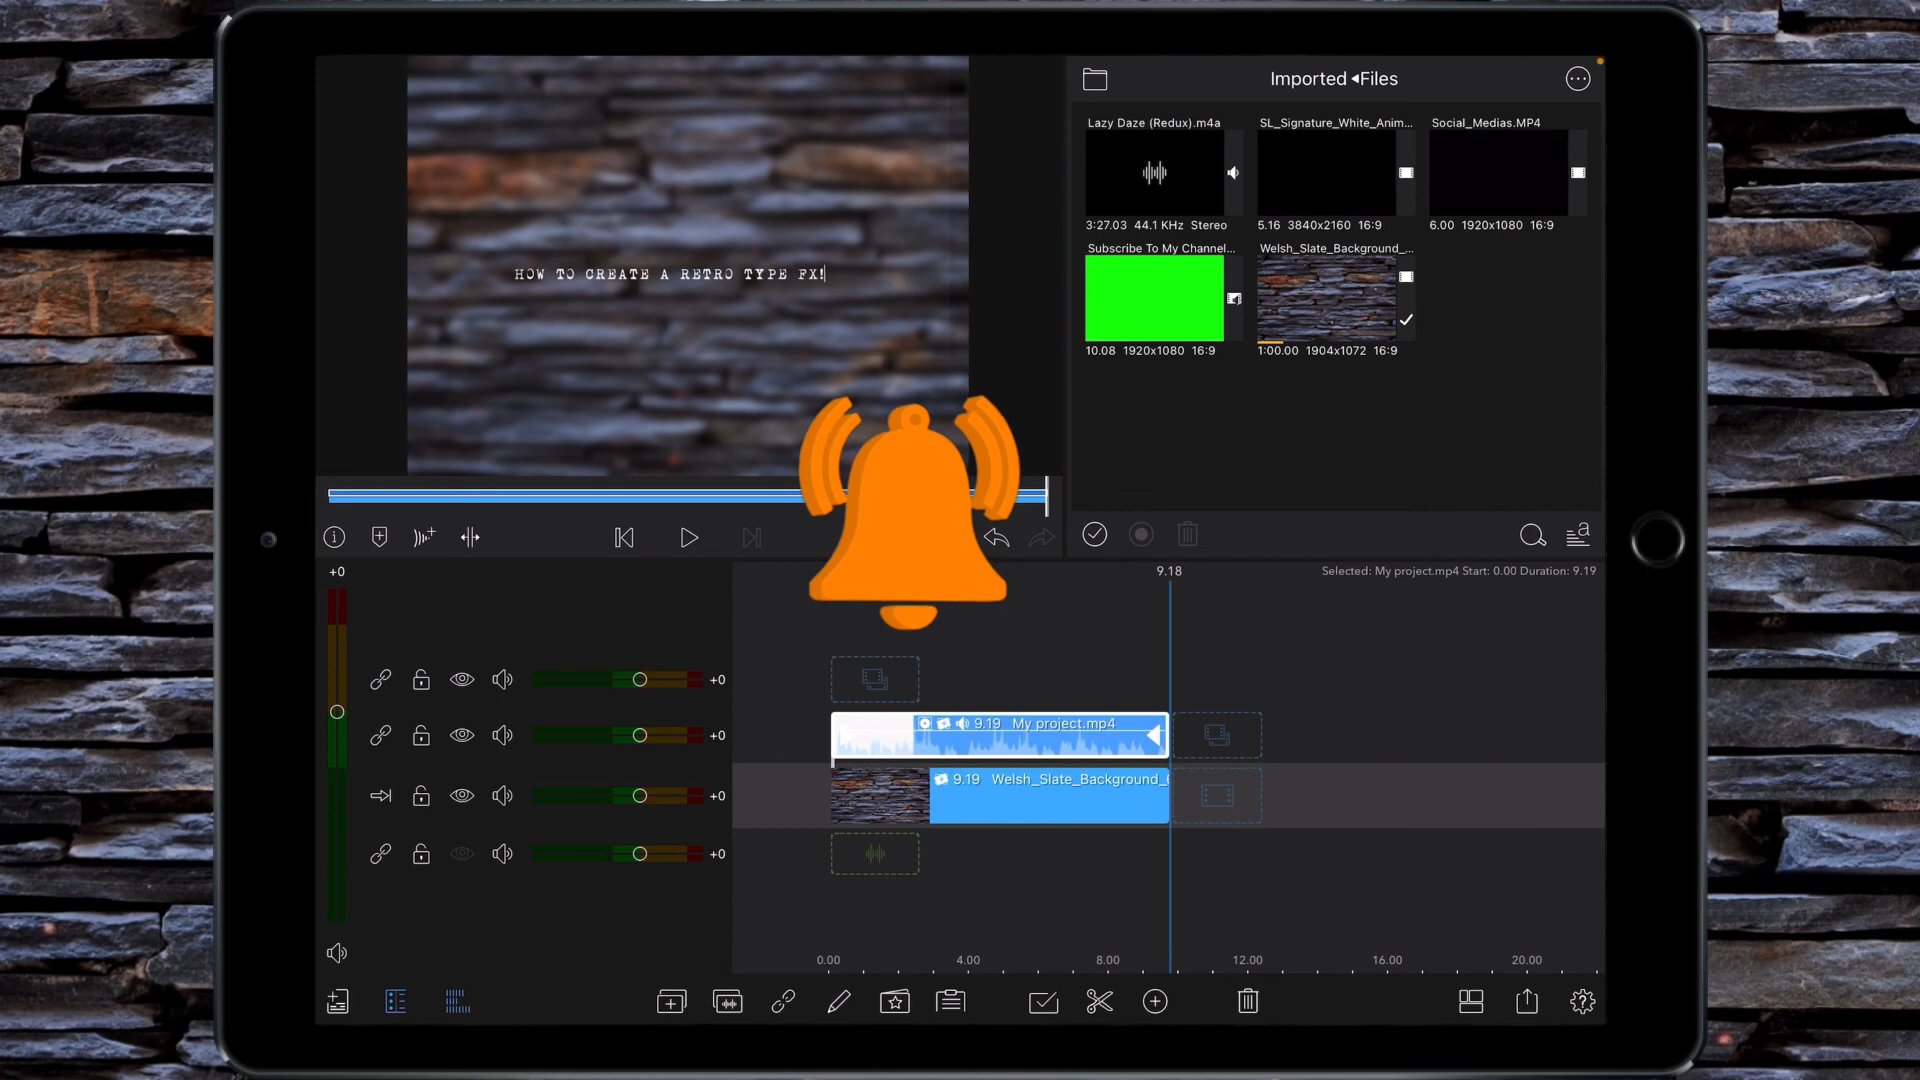 Imported ◂Files
Lazy Daze (Redux).m4a
SL_Signature_White_Anim...
Social_Medias.MP4
3:27.03 44.1 KHz Stereo
5.16 3840x2160 16:9
6.00 1920x1080 16:9
Subscribe To My Channel...
Welsh_Slate_Background_...
10.08 1920x1080 16:9
1:00.00 1904x1072 16:9
HOW TO CREATE A RETRO TYPE FX!
+0
9.18
Selected: My project.mp4 Start: 0.00 Duration: 9.19
+0
+0
9.19 My project.mp4
+0
9.19 Welsh_Slate_Background_
+0
0.00 4.00 8.00 12.00 16.00 20.00